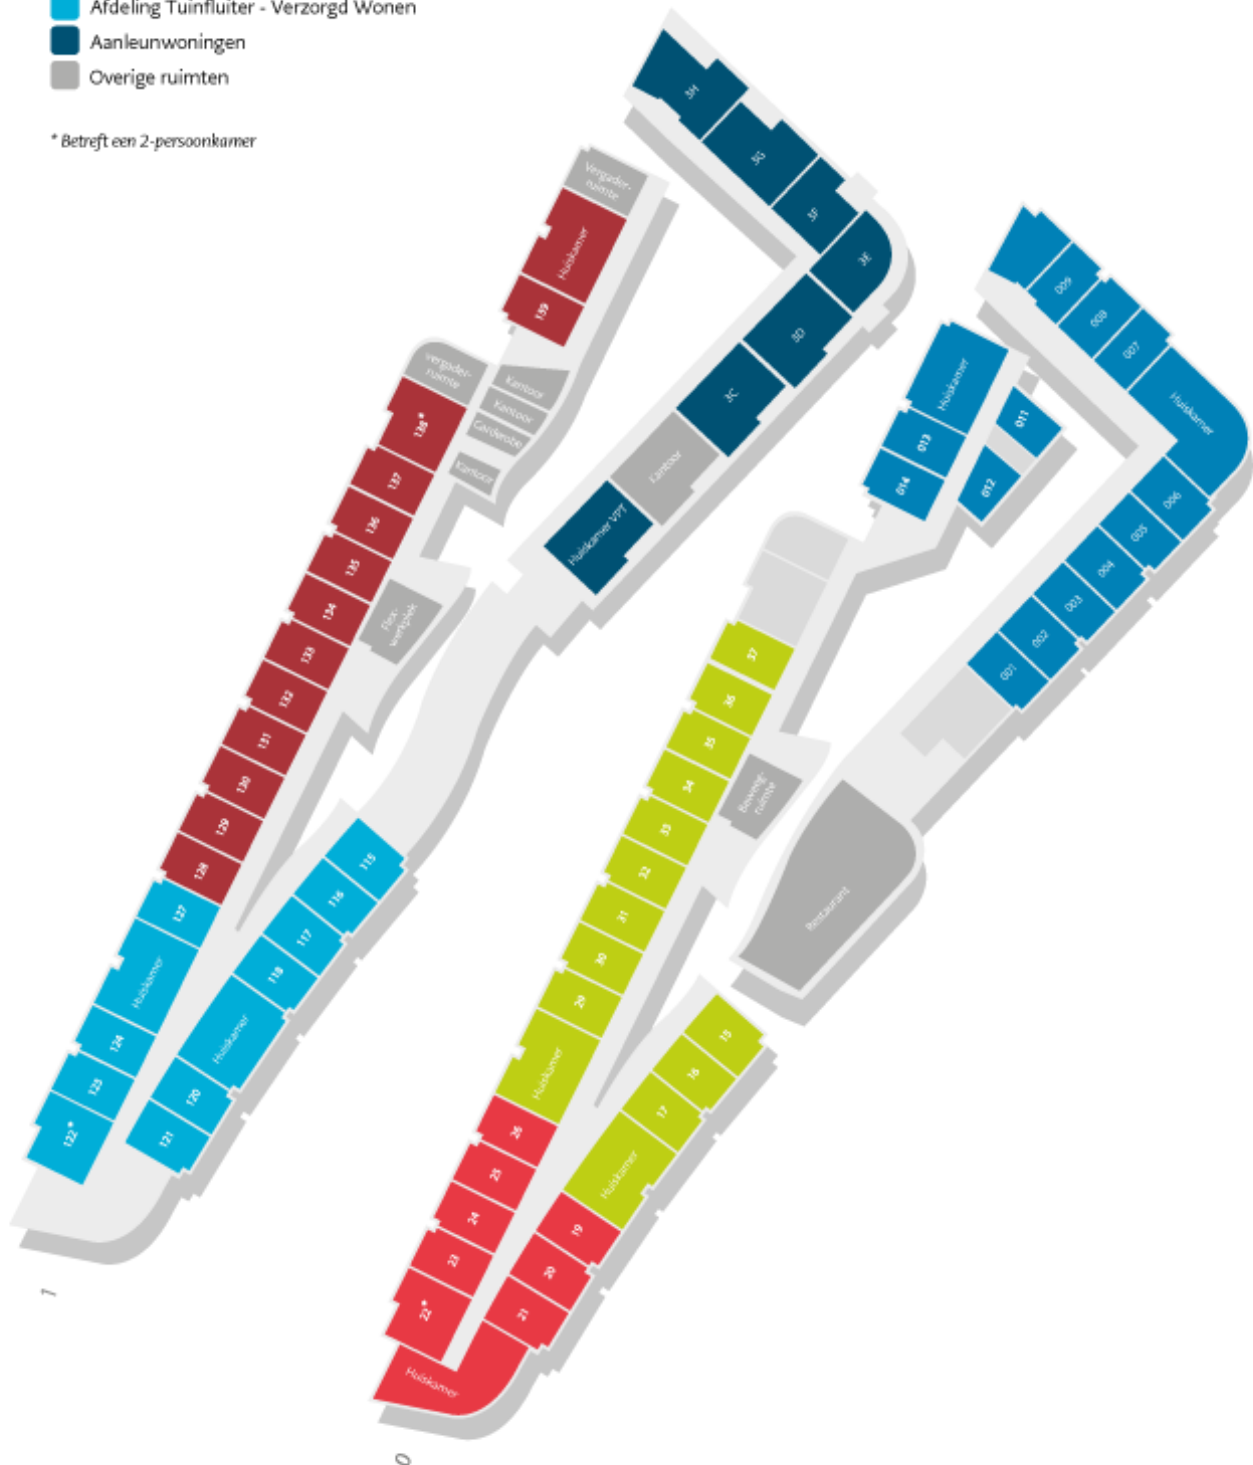 Afdeling Tuinfluiter - Verzorgd Wonen
Aanleunwoningen
Overige ruimten
* Betreft een 2-persoonkamer
3H
3G
3F
3E
3D
3C
Kantoor
Huiskamer VPT
Vergader-
ruimte
Huiskamer
139
vergader-
ruimte
Kantoor
Kantoor
Garderobe
Kantoor
138*
137
136
135
134
133
132
131
130
129
128
Flex-
werkplek
127
Huiskamer
124
123
122*
115
116
117
118
Huiskamer
120
121
1
009
008
007
Huiskamer
006
005
004
003
002
001
Huiskamer
013
014
011
012
37
36
35
34
33
32
31
30
29
Huiskamer
Beweeg-
ruimte
Restaurant
15
16
17
Huiskamer
26
25
24
23
22*
19
20
21
Huiskamer
0